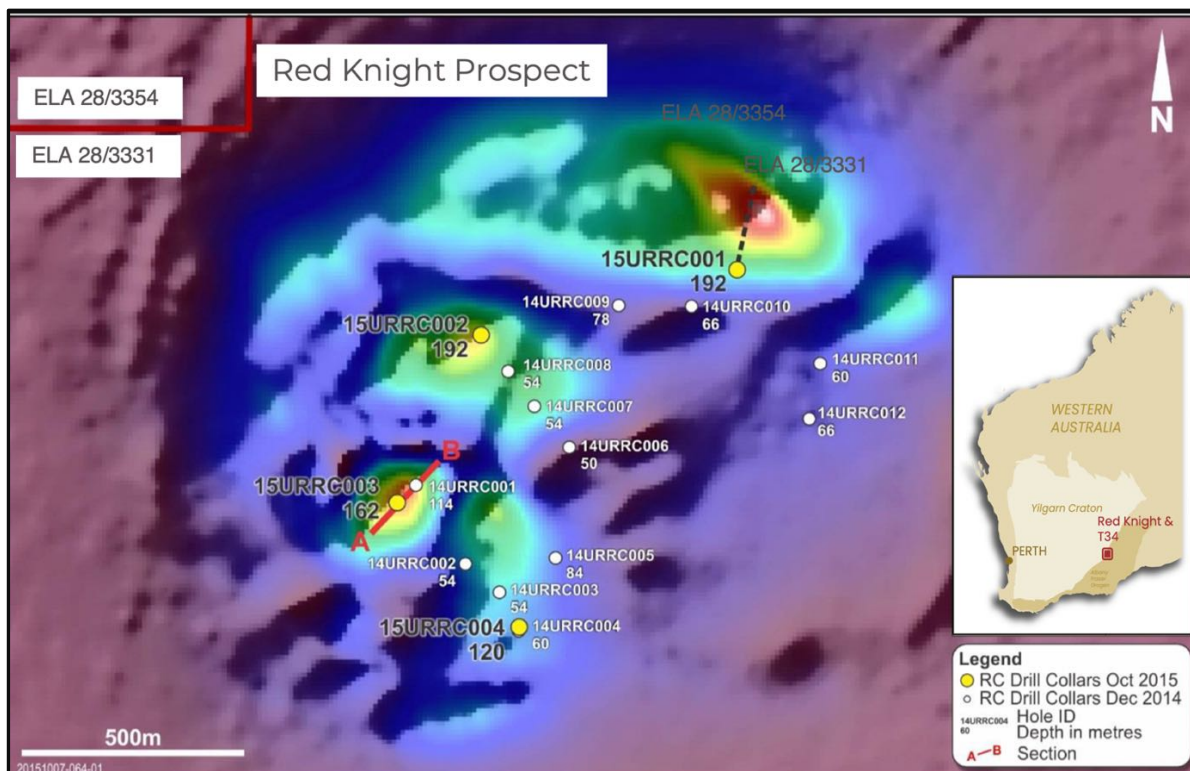 ELA 28/3354
ELA 28/3331
Red Knight Prospect
ELA 28/3354
ELA 28/3331
N
15URRC001
192
14URRC009
78
14URRC010
66
15URRC002
192
14URRC008
54
14URRC011
60
14URRC007
54
14URRC012
66
14URRC006
50
B
15URRC003
162
14URRC001
114
A
14URRC002
54
14URRC005
84
14URRC003
54
15URRC004
120
14URRC004
60
500m
20151007-064-01
WESTERN
AUSTRALIA
Yilgarn Craton
Red Knight &
T34
PERTH
Legend
RC Drill Collars Oct 2015
RC Drill Collars Dec 2014
14URRC004
60
Hole ID
Depth in metres
A B Section